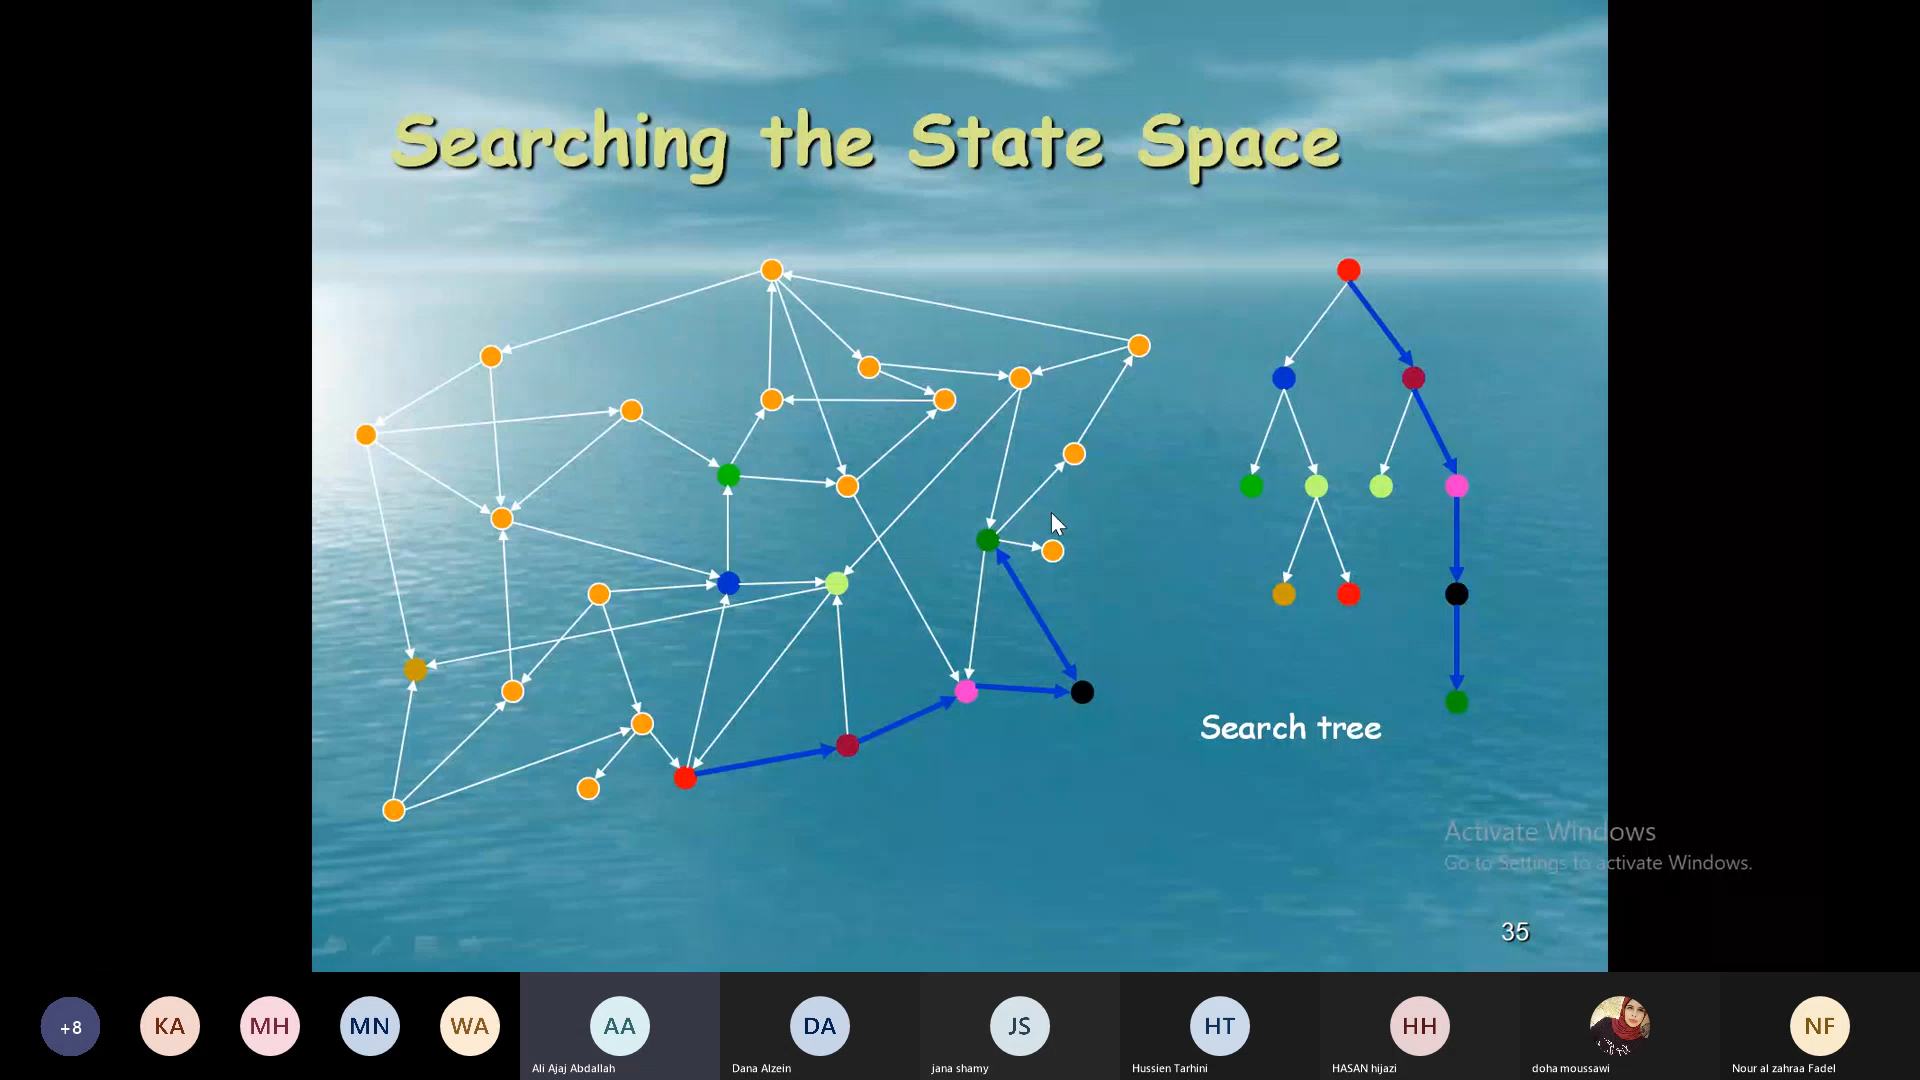 Searching the State Space
Search tree
Activate Windows
Go to Settings to activate Windows.
35
+8
KA
MH
MN
WA
AA
DA
JS
HT
HH
NF
Ali Ajaj Abdallah
Dana Alzein
jana shamy
Hussien Tarhini
HASAN hijazi
doha moussawi
Nour al zahraa Fadel